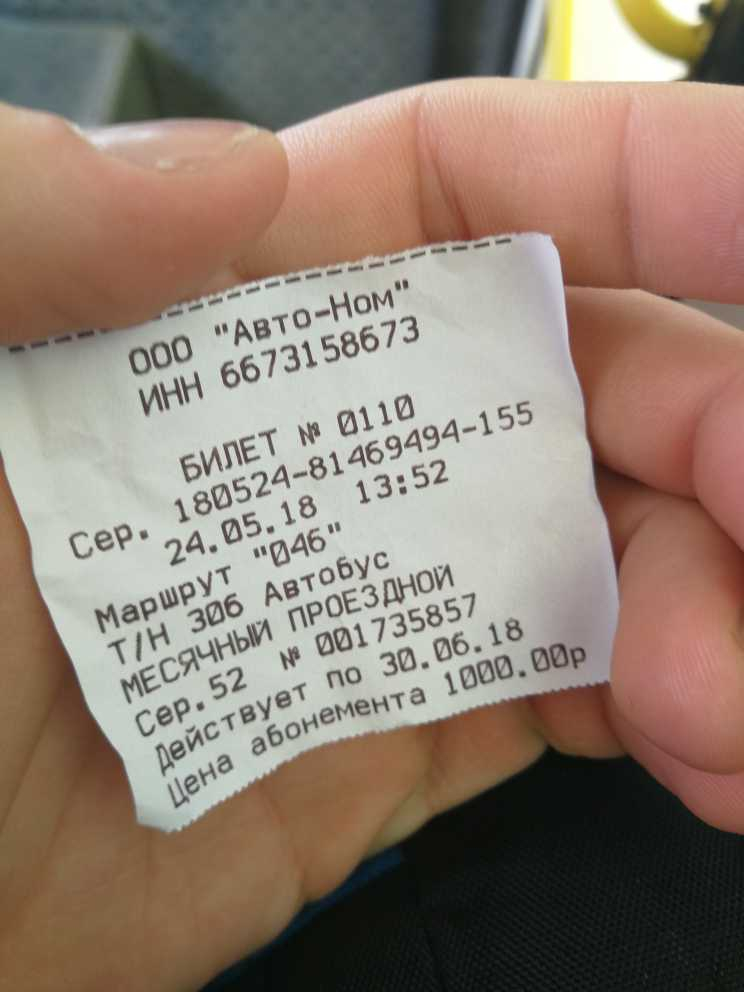 ООО "Авто-Ном"
ИНН 6673158673
БИЛЕТ № 0110
Сер. 180524-81469494-155
24.05.18 13:52
Маршрут "046"
Т/Н 306 Автобус
МЕСЯЧНЫЙ ПРОЕЗДНОЙ
Сер.52 № 001735857
Действует по 30.06.18
Цена абонемента 1000.00р